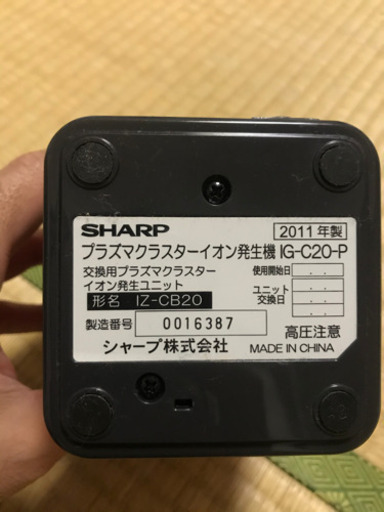 SHARP
2011年製
プラズマクラスターイオン発生機 IG-C20-P
交換用プラズマクラスター
イオン発生ユニット
形名 IZ-CB20
使用開始日 . .
ユニット
交換日 . .
製造番号 0016387
高圧注意
シャープ株式会社
MADE IN CHINA